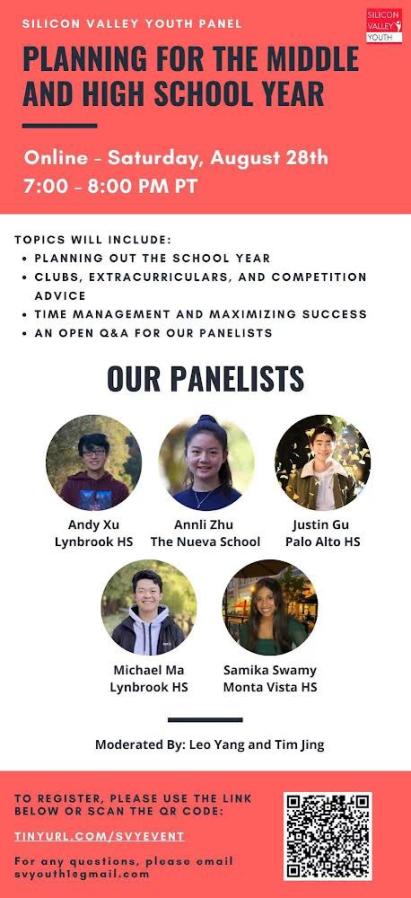 SILICON VALLEY YOUTH PANEL
SILICON
VALLEY
YOUTH
PLANNING FOR THE MIDDLE
AND HIGH SCHOOL YEAR
Online - Saturday, August 28th
7:00 - 8:00 PM PT
TOPICS WILL INCLUDE:
• PLANNING OUT THE SCHOOL YEAR
• CLUBS, EXTRACURRICULARS, AND COMPETITION
ADVICE
• TIME MANAGEMENT AND MAXIMIZING SUCCESS
• AN OPEN Q&A FOR OUR PANELISTS
OUR PANELISTS
Andy Xu
Lynbrook HS
Annli Zhu
The Nueva School
Justin Gu
Palo Alto HS
Michael Ma
Lynbrook HS
Samika Swamy
Monta Vista HS
Moderated By: Leo Yang and Tim Jing
TO REGISTER, PLEASE USE THE LINK
BELOW OR SCAN THE QR CODE:
TINYURL.COM/SVYEVENT
For any questions, please email
svyouth1@gmail.com